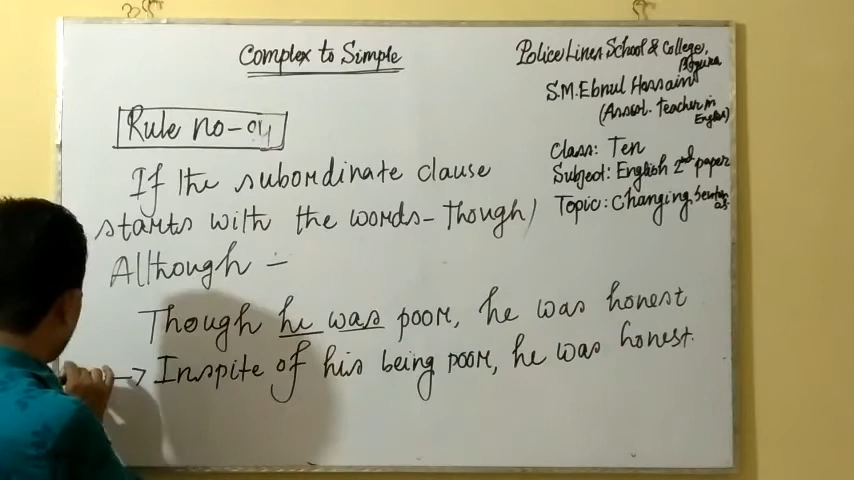 Complex to Simple
Police Lines School & College,
Bogura
S.M. Ebnul Hossain
(Assist. Teacher in
English)
Class: Ten
Subject: English 2nd paper
Topic: Changing
Rule no-04
If the subordinate clause
starts with the words - Though/
Although -
Though he was poor, he was honest
→ Inspite of his being poor, he was honest.